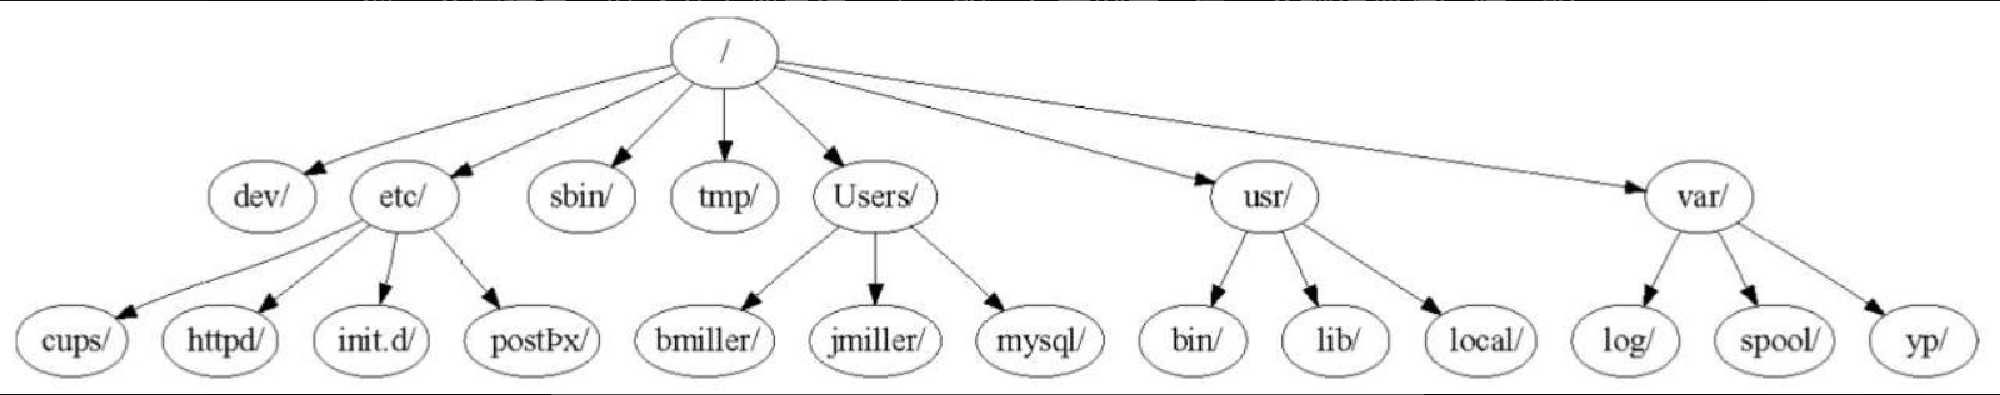 /
dev/ etc/ sbin/ tmp/ Users/ usr/ var/
cups/ httpd/ init.d/ postÞx/ bmiller/ jmiller/ mysql/ bin/ lib/ local/ log/ spool/ yp/